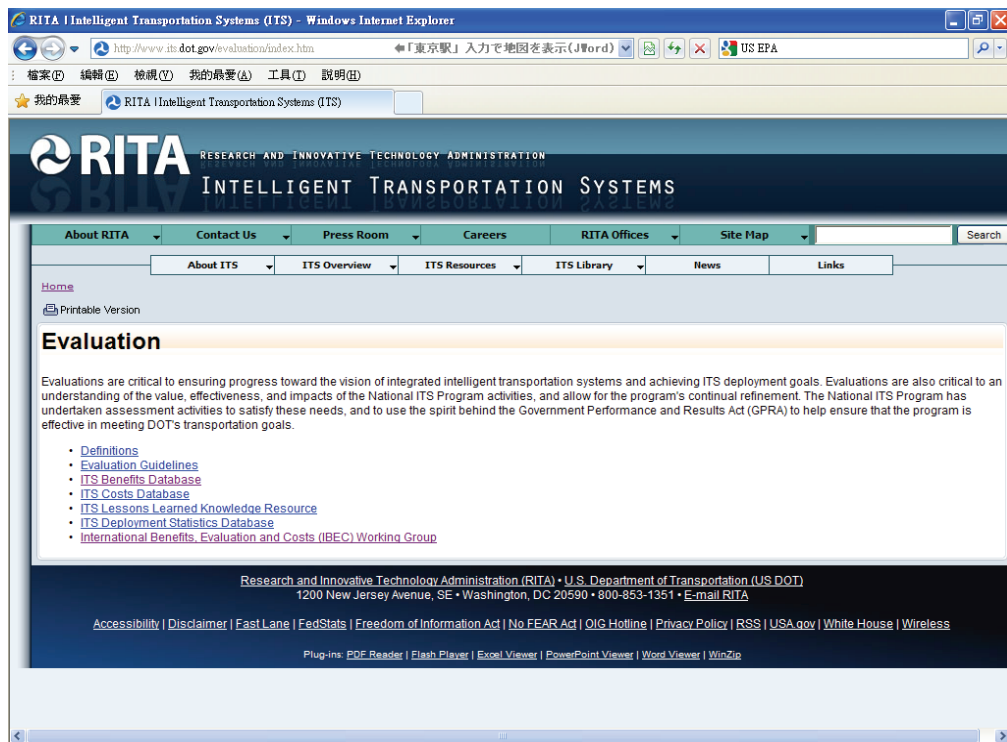 RITA | Intelligent Transportation Systems (ITS) - Windows Internet Explorer
http://www.its.dot.gov/evaluation/index.htm
「東京駅」入力で地図を表示(JWord)
US EPA
檔案(F) 編輯(E) 檢視(V) 我的最愛(A) 工具(T) 說明(H)
我的最愛
RITA | Intelligent Transportation Systems (ITS)
RITA RESEARCH AND INNOVATIVE TECHNOLOGY ADMINISTRATION
INTELLIGENT TRANSPORTATION SYSTEMS
About RITA Contact Us Press Room Careers RITA Offices Site Map Search
About ITS ITS Overview ITS Resources ITS Library News Links
Home
Printable Version
Evaluation
Evaluations are critical to ensuring progress toward the vision of integrated intelligent transportation systems and achieving ITS deployment goals. Evaluations are also critical to an
understanding of the value, effectiveness, and impacts of the National ITS Program activities, and allow for the program's continual refinement. The National ITS Program has
undertaken assessment activities to satisfy these needs, and to use the spirit behind the Government Performance and Results Act (GPRA) to help ensure that the program is
effective in meeting DOT's transportation goals.
• Definitions
• Evaluation Guidelines
• ITS Benefits Database
• ITS Costs Database
• ITS Lessons Learned Knowledge Resource
• ITS Deployment Statistics Database
• International Benefits, Evaluation and Costs (IBEC) Working Group
Research and Innovative Technology Administration (RITA) • U.S. Department of Transportation (US DOT)
1200 New Jersey Avenue, SE • Washington, DC 20590 • 800-853-1351 • E-mail RITA
Accessibility | Disclaimer | Fast Lane | FedStats | Freedom of Information Act | No FEAR Act | OIG Hotline | Privacy Policy | RSS | USA.gov | White House | Wireless
Plug-ins: PDF Reader | Flash Player | Excel Viewer | PowerPoint Viewer | Word Viewer | WinZip